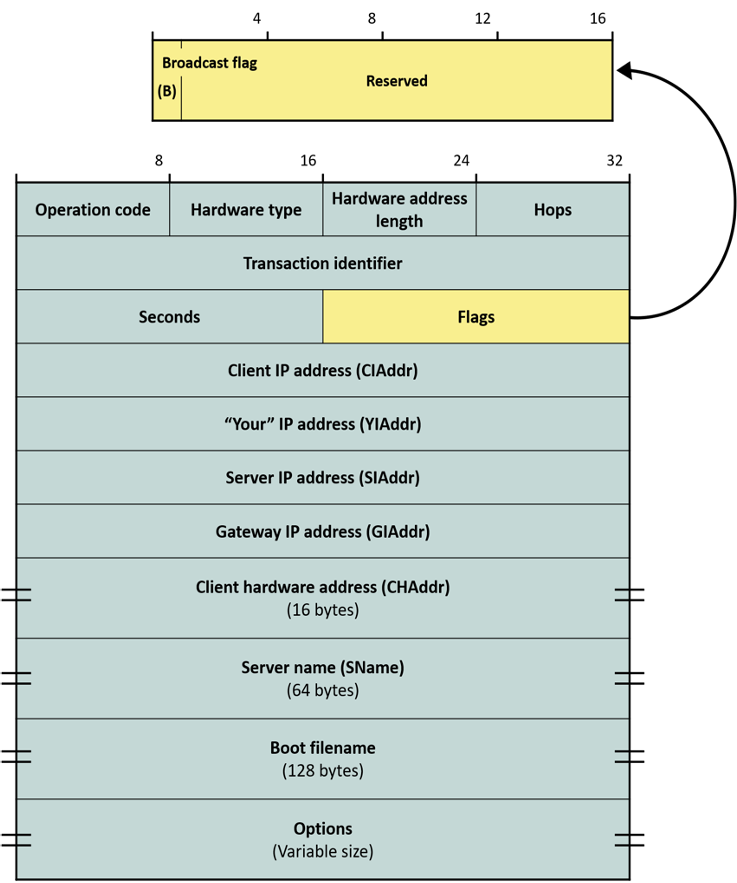 4 8 12 16
Broadcast flag
(B)
Reserved
8 16 24 32
Operation code
Hardware type
Hardware address
length
Hops
Transaction identifier
Seconds
Flags
Client IP address (CIAddr)
“Your” IP address (YIAddr)
Server IP address (SIAddr)
Gateway IP address (GIAddr)
Client hardware address (CHAddr)
(16 bytes)
Server name (SName)
(64 bytes)
Boot filename
(128 bytes)
Options
(Variable size)